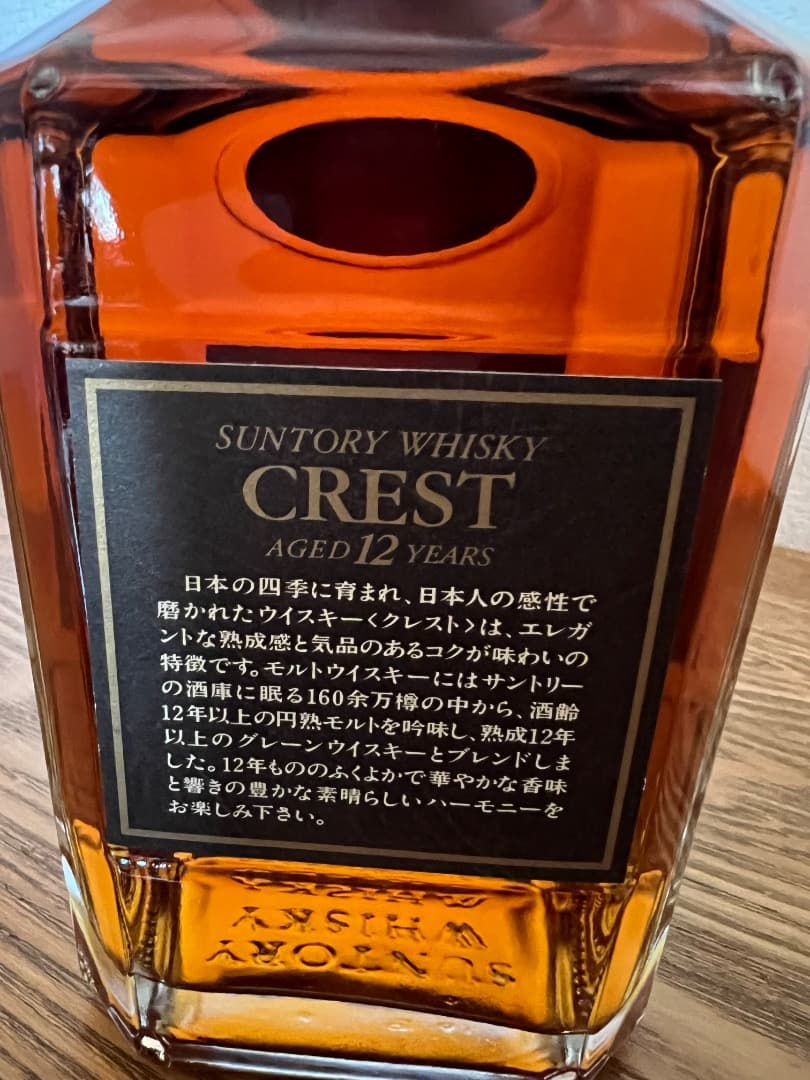 SUNTORY WHISKY
CREST
AGED 12 YEARS
日本の四季に育まれ、日本人の感性で
磨かれたウイスキー〈クレスト〉は、エレガ
ントな熟成感と気品のあるコクが味わいの
特徴です。モルトウイスキーにはサントリー
の酒庫に眠る160余万樽の中から、酒齢
12年以上の円熟モルトを吟味し、熟成12年
以上のグレーンウイスキーとブレンドしま
した。12年もののふくよかで華やかな香味
と響きの豊かな素晴らしいハーモニーを
お楽しみ下さい。
WHISKY
WHISKY
SUNTORY